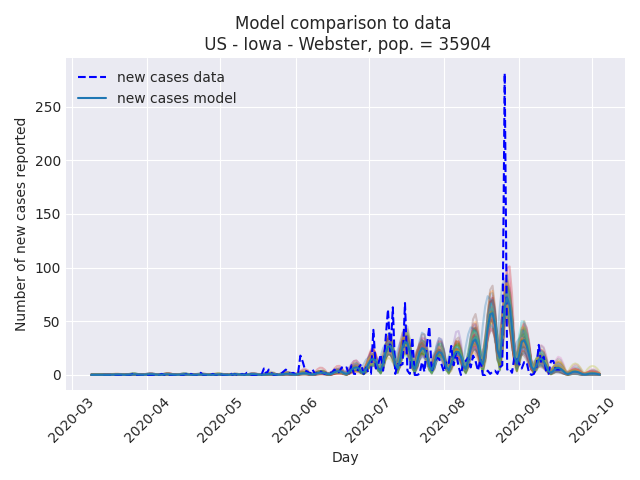 Model comparison to data
US - Iowa - Webster, pop. = 35904
new cases data
new cases model
Number of new cases reported
250
200
150
100
50
0
2020-03
2020-04
2020-05
2020-06
2020-07
2020-08
2020-09
2020-10
Day